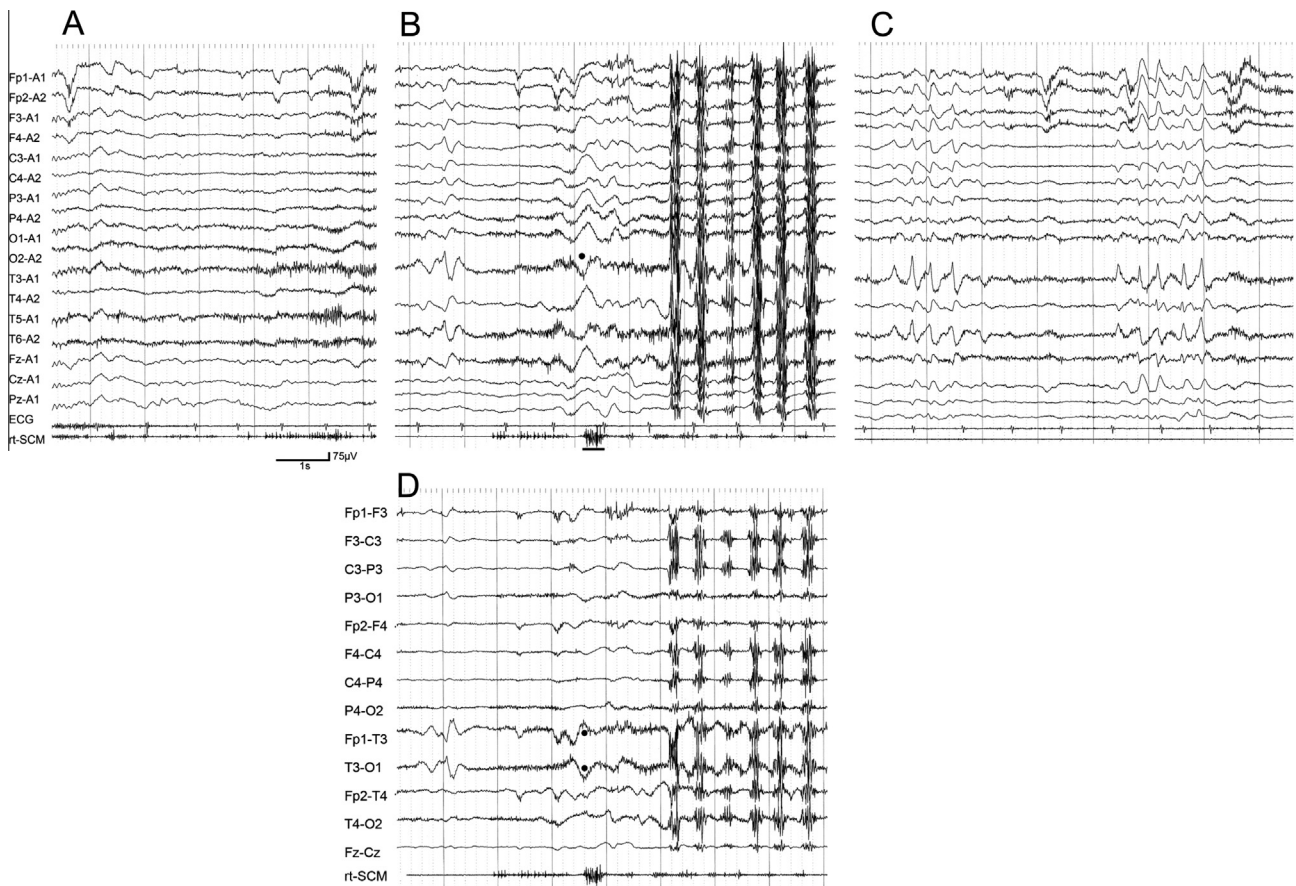 A
B
C
Fp1-A1
Fp2-A2
F3-A1
F4-A2
C3-A1
C4-A2
P3-A1
P4-A2
O1-A1
O2-A2
T3-A1
T4-A2
T5-A1
T6-A2
Fz-A1
Cz-A1
Pz-A1
ECG
rt-SCM
75μV
1s
D
Fp1-F3
F3-C3
C3-P3
P3-O1
Fp2-F4
F4-C4
C4-P4
P4-O2
Fp1-T3
T3-O1
Fp2-T4
T4-O2
Fz-Cz
rt-SCM